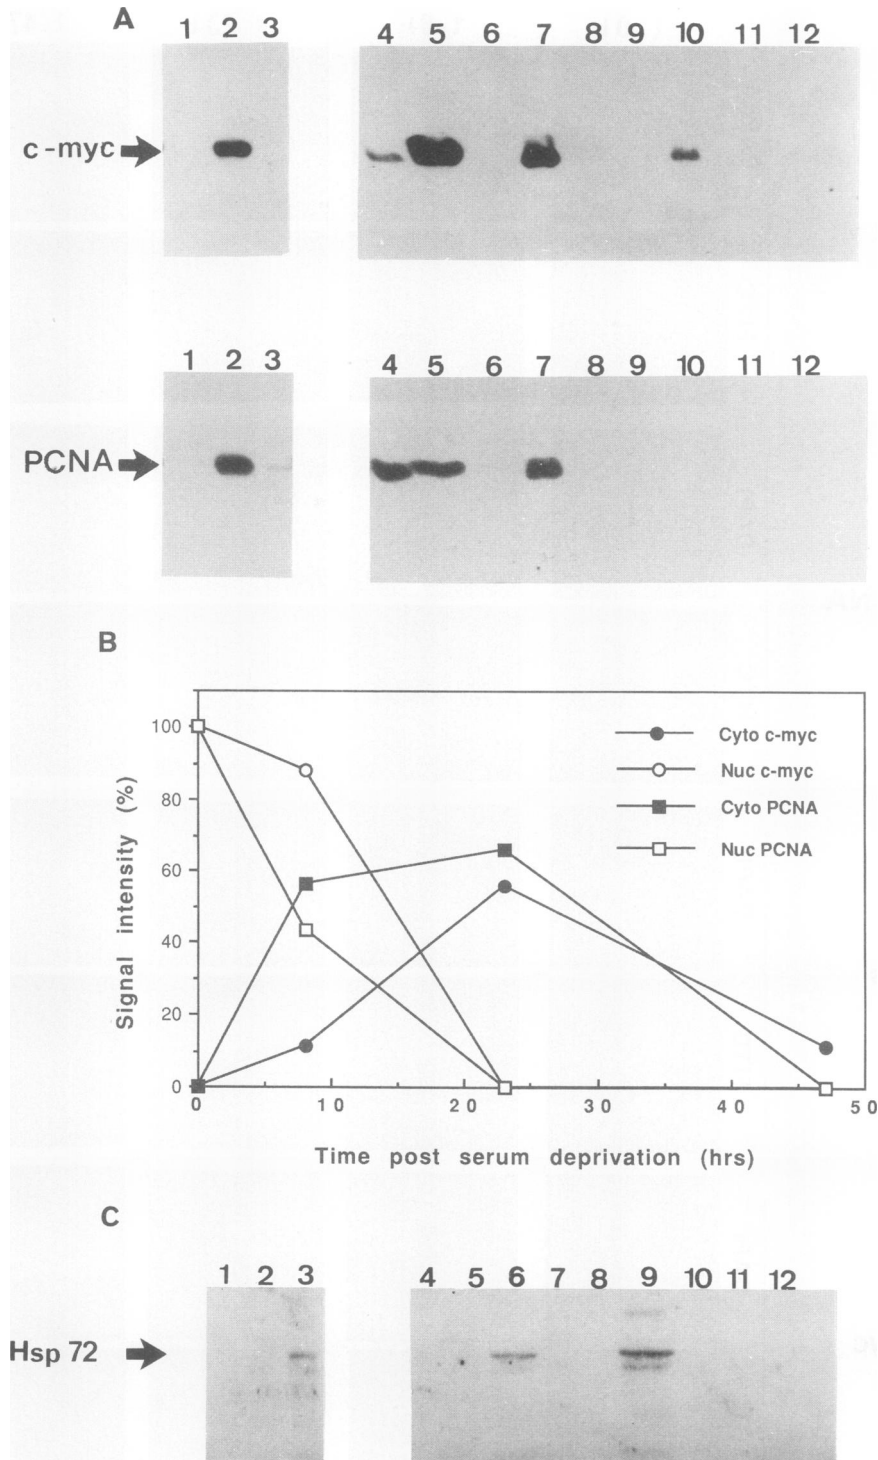 A
1 2 3 4 5 6 7 8 9 10 11 12
c-myc
1 2 3 4 5 6 7 8 9 10 11 12
PCNA
B
Signal intensity (%)
100
80
60
40
20
0
Cyto c-myc
Nuc c-myc
Cyto PCNA
Nuc PCNA
0 10 20 30 40 50
Time post serum deprivation (hrs)
C
1 2 3 4 5 6 7 8 9 10 11 12
Hsp 72